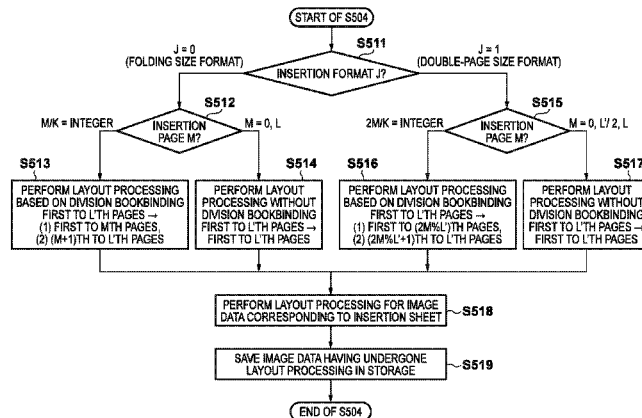 START OF S504
J = 0
(FOLDING SIZE FORMAT)
S511
INSERTION FORMAT J?
J = 1
(DOUBLE-PAGE SIZE FORMAT)
M/K = INTEGER
S512
INSERTION
PAGE M?
M = 0, L
2M/K = INTEGER
S515
INSERTION
PAGE M?
M = 0, L'/ 2, L
S513
PERFORM LAYOUT PROCESSING
BASED ON DIVISION BOOKBINDING
FIRST TO L'TH PAGES →
(1) FIRST TO MTH PAGES,
(2) (M+1)TH TO L'TH PAGES
S514
PERFORM LAYOUT
PROCESSING WITHOUT
DIVISION BOOKBINDING
FIRST TO L'TH PAGES →
FIRST TO L'TH PAGES
S516
PERFORM LAYOUT PROCESSING
BASED ON DIVISION BOOKBINDING
FIRST TO L'TH PAGES →
(1) FIRST TO (2M%L')TH PAGES,
(2) (2M%L'+1)TH TO L'TH PAGES
S517
PERFORM LAYOUT
PROCESSING WITHOUT
DIVISION BOOKBINDING
FIRST TO L'TH PAGES →
FIRST TO L'TH PAGES
PERFORM LAYOUT PROCESSING FOR IMAGE
DATA CORRESPONDING TO INSERTION SHEET
S518
SAVE IMAGE DATA HAVING UNDERGONE
LAYOUT PROCESSING IN STORAGE
S519
END OF S504